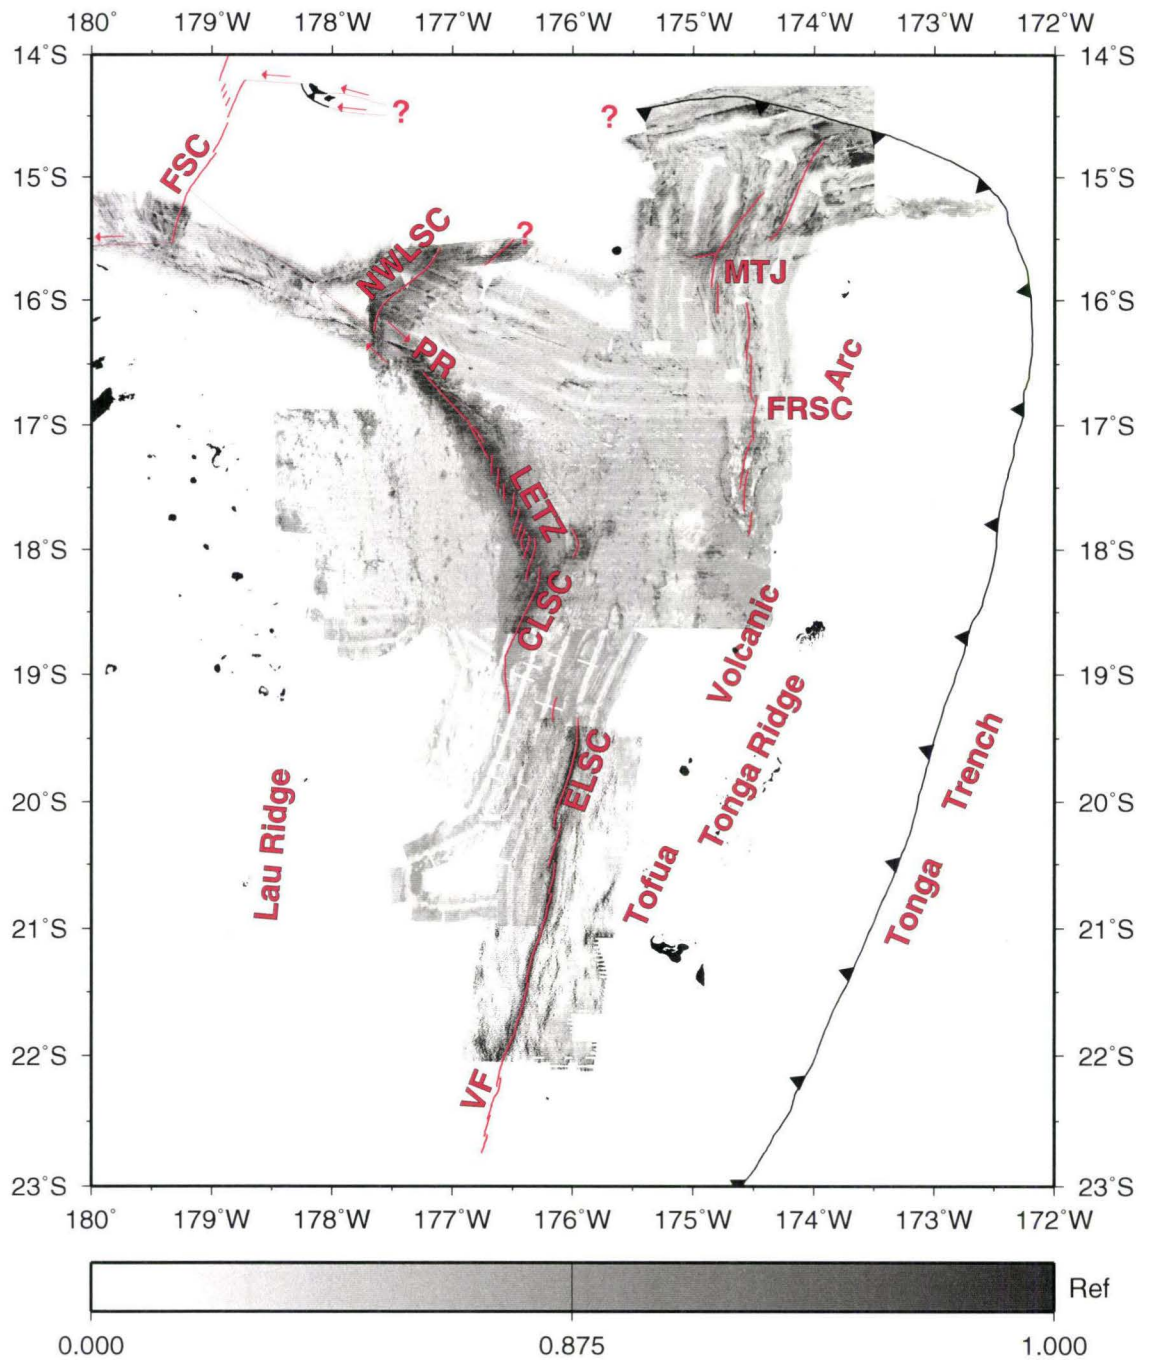 180° 179°W 178°W 177°W 176°W 175°W 174°W 173°W 172°W
14°S 14°S
? ?
FSC
15°S 15°S
NWLSC ?
MTJ
16°S 16°S
PR
Arc
FRSC
17°S 17°S
LETZ
18°S 18°S
CLSC
Volcanic
19°S 19°S
ELSC
Tonga Ridge
Trench
20°S 20°S
Lau Ridge
Tofua
Tonga
21°S 21°S
22°S 22°S
VF
23°S 23°S
180° 179°W 178°W 177°W 176°W 175°W 174°W 173°W 172°W
Ref
0.000 0.875 1.000